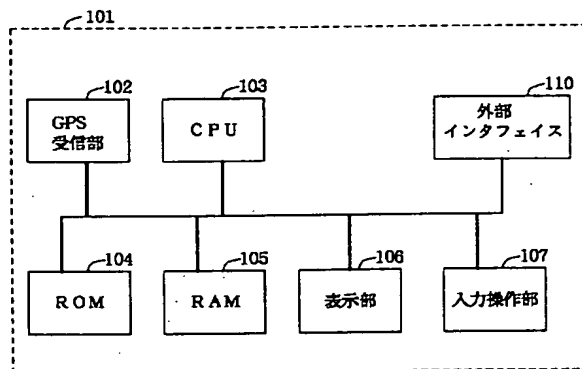 101
102
103
110
GPS
受信部
CPU
外部
インタフェイス
104
105
106
107
ROM
RAM
表示部
入力操作部